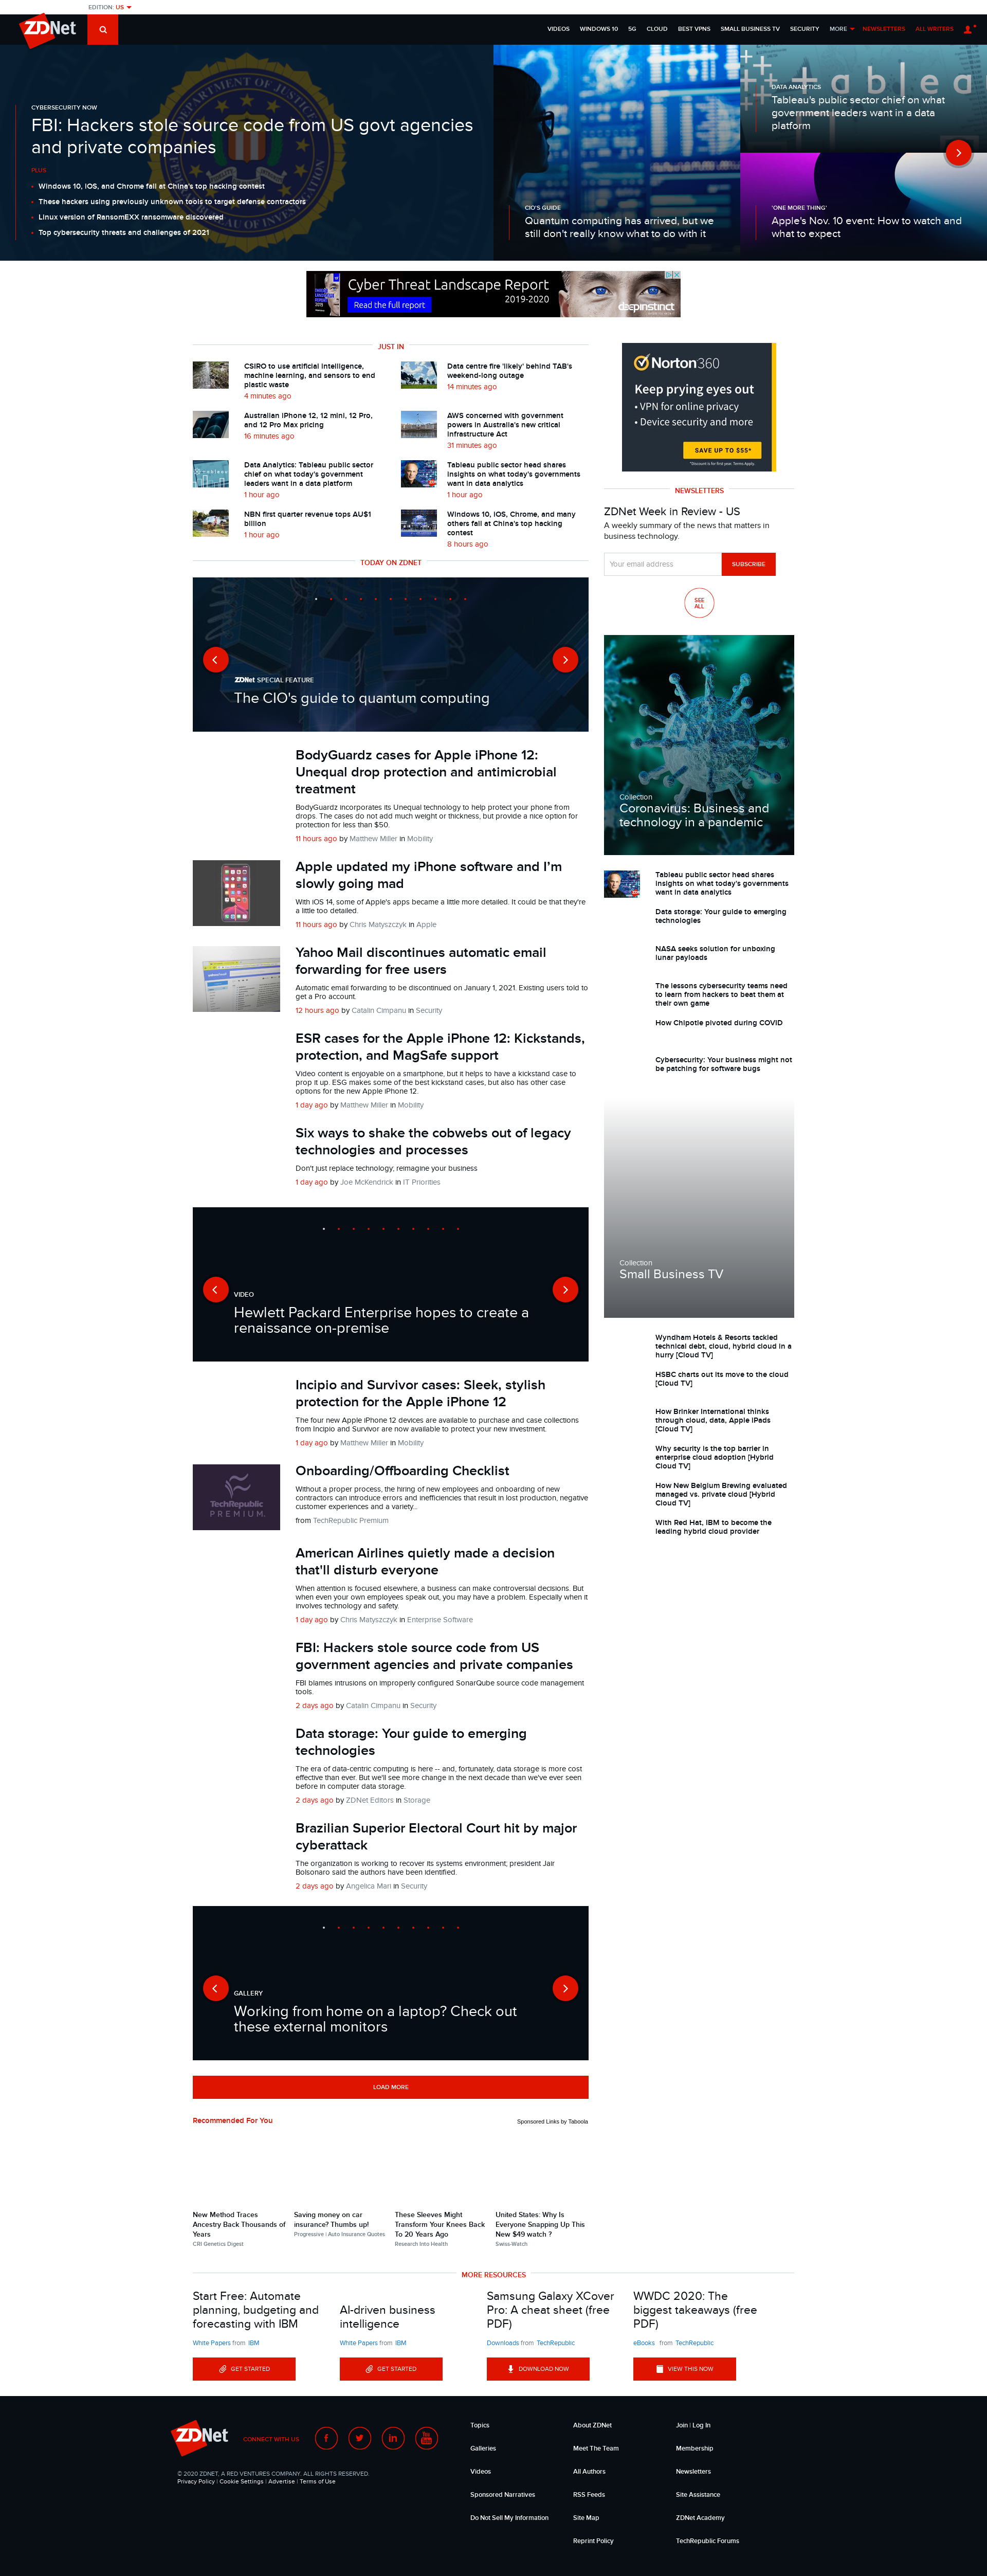 EDITION: US
ZDNet
VIDEOS WINDOWS 10 5G CLOUD BEST VPNS SMALL BUSINESS TV SECURITY MORE NEWSLETTERS ALL WRITERS
CYBERSECURITY NOW
FBI: Hackers stole source code from US govt agencies
and private companies
PLUS
Windows 10, iOS, and Chrome fall at China's top hacking contest
These hackers using previously unknown tools to target defense contractors
Linux version of RansomEXX ransomware discovered
Top cybersecurity threats and challenges of 2021
CIO'S GUIDE
Quantum computing has arrived, but we
still don't really know what to do with it
tableau
DATA ANALYTICS
Tableau's public sector chief on what
government leaders want in a data
platform
'ONE MORE THING'
Apple's Nov. 10 event: How to watch and
what to expect
Cyber Threat Landscape Report
2019-2020
Read the full report
deepinstinct
JUST IN
CSIRO to use artificial intelligence,
machine learning, and sensors to end
plastic waste
4 minutes ago
Data centre fire 'likely' behind TAB's
weekend-long outage
14 minutes ago
Australian iPhone 12, 12 mini, 12 Pro,
and 12 Pro Max pricing
16 minutes ago
AWS concerned with government
powers in Australia's new critical
infrastructure Act
31 minutes ago
Data Analytics: Tableau public sector
chief on what today's government
leaders want in a data platform
1 hour ago
Tableau public sector head shares
insights on what today's governments
want in data analytics
1 hour ago
NBN first quarter revenue tops AU$1
billion
1 hour ago
Windows 10, iOS, Chrome, and many
others fall at China's top hacking
contest
8 hours ago
Norton360
Keep prying eyes out
• VPN for online privacy
• Device security and more
SAVE UP TO $55*
*Discount is for first year. Terms Apply.
NEWSLETTERS
ZDNet Week in Review - US
A weekly summary of the news that matters in
business technology.
Your email address
SUBSCRIBE
SEE
ALL
TODAY ON ZDNET
ZDNet SPECIAL FEATURE
The CIO's guide to quantum computing
BodyGuardz cases for Apple iPhone 12:
Unequal drop protection and antimicrobial
treatment
BodyGuardz incorporates its Unequal technology to help protect your phone from
drops. The cases do not add much weight or thickness, but provide a nice option for
protection for less than $50.
11 hours ago by Matthew Miller in Mobility
Apple updated my iPhone software and I'm
slowly going mad
With iOS 14, some of Apple's apps became a little more detailed. It could be that they're
a little too detailed.
11 hours ago by Chris Matyszczyk in Apple
Yahoo Mail discontinues automatic email
forwarding for free users
Automatic email forwarding to be discontinued on January 1, 2021. Existing users told to
get a Pro account.
12 hours ago by Catalin Cimpanu in Security
ESR cases for the Apple iPhone 12: Kickstands,
protection, and MagSafe support
Video content is enjoyable on a smartphone, but it helps to have a kickstand case to
prop it up. ESG makes some of the best kickstand cases, but also has other case
options for the new Apple iPhone 12.
1 day ago by Matthew Miller in Mobility
Six ways to shake the cobwebs out of legacy
technologies and processes
Don't just replace technology; reimagine your business
1 day ago by Joe McKendrick in IT Priorities
VIDEO
Hewlett Packard Enterprise hopes to create a
renaissance on-premise
Incipio and Survivor cases: Sleek, stylish
protection for the Apple iPhone 12
The four new Apple iPhone 12 devices are available to purchase and case collections
from Incipio and Survivor are now available to protect your new investment.
1 day ago by Matthew Miller in Mobility
TechRepublic
PREMIUM.
Onboarding/Offboarding Checklist
Without a proper process, the hiring of new employees and onboarding of new
contractors can introduce errors and inefficiencies that result in lost production, negative
customer experiences and a variety...
from TechRepublic Premium
American Airlines quietly made a decision
that'll disturb everyone
When attention is focused elsewhere, a business can make controversial decisions. But
when even your own employees speak out, you may have a problem. Especially when it
involves technology and safety.
1 day ago by Chris Matyszczyk in Enterprise Software
FBI: Hackers stole source code from US
government agencies and private companies
FBI blames intrusions on improperly configured SonarQube source code management
tools.
2 days ago by Catalin Cimpanu in Security
Data storage: Your guide to emerging
technologies
The era of data-centric computing is here -- and, fortunately, data storage is more cost
effective than ever. But we'll see more change in the next decade than we've ever seen
before in computer data storage.
2 days ago by ZDNet Editors in Storage
Brazilian Superior Electoral Court hit by major
cyberattack
The organization is working to recover its systems environment; president Jair
Bolsonaro said the authors have been identified.
2 days ago by Angelica Mari in Security
GALLERY
Working from home on a laptop? Check out
these external monitors
LOAD MORE
Collection
Coronavirus: Business and
technology in a pandemic
Tableau public sector head shares
insights on what today's governments
want in data analytics
Data storage: Your guide to emerging
technologies
NASA seeks solution for unboxing
lunar payloads
The lessons cybersecurity teams need
to learn from hackers to beat them at
their own game
How Chipotle pivoted during COVID
Cybersecurity: Your business might not
be patching for software bugs
Collection
Small Business TV
Wyndham Hotels & Resorts tackled
technical debt, cloud, hybrid cloud in a
hurry [Cloud TV]
HSBC charts out its move to the cloud
[Cloud TV]
How Brinker International thinks
through cloud, data, Apple iPads
[Cloud TV]
Why security is the top barrier in
enterprise cloud adoption [Hybrid
Cloud TV]
How New Belgium Brewing evaluated
managed vs. private cloud [Hybrid
Cloud TV]
With Red Hat, IBM to become the
leading hybrid cloud provider
Recommended For You
Sponsored Links by Taboola
New Method Traces
Ancestry Back Thousands of
Years
CRI Genetics Digest
Saving money on car
insurance? Thumbs up!
Progressive | Auto Insurance Quotes
These Sleeves Might
Transform Your Knees Back
To 20 Years Ago
Research Into Health
United States: Why Is
Everyone Snapping Up This
New $49 watch ?
Swiss-Watch
MORE RESOURCES
Start Free: Automate
planning, budgeting and
forecasting with IBM
White Papers from IBM
GET STARTED
AI-driven business
intelligence
White Papers from IBM
GET STARTED
Samsung Galaxy XCover
Pro: A cheat sheet (free
PDF)
Downloads from TechRepublic
DOWNLOAD NOW
WWDC 2020: The
biggest takeaways (free
PDF)
eBooks from TechRepublic
VIEW THIS NOW
ZDNet
CONNECT WITH US
© 2020 ZDNET, A RED VENTURES COMPANY. ALL RIGHTS RESERVED.
Privacy Policy | Cookie Settings | Advertise | Terms of Use
Topics
Galleries
Videos
Sponsored Narratives
Do Not Sell My Information
About ZDNet
Meet The Team
All Authors
RSS Feeds
Site Map
Reprint Policy
Join | Log In
Membership
Newsletters
Site Assistance
ZDNet Academy
TechRepublic Forums